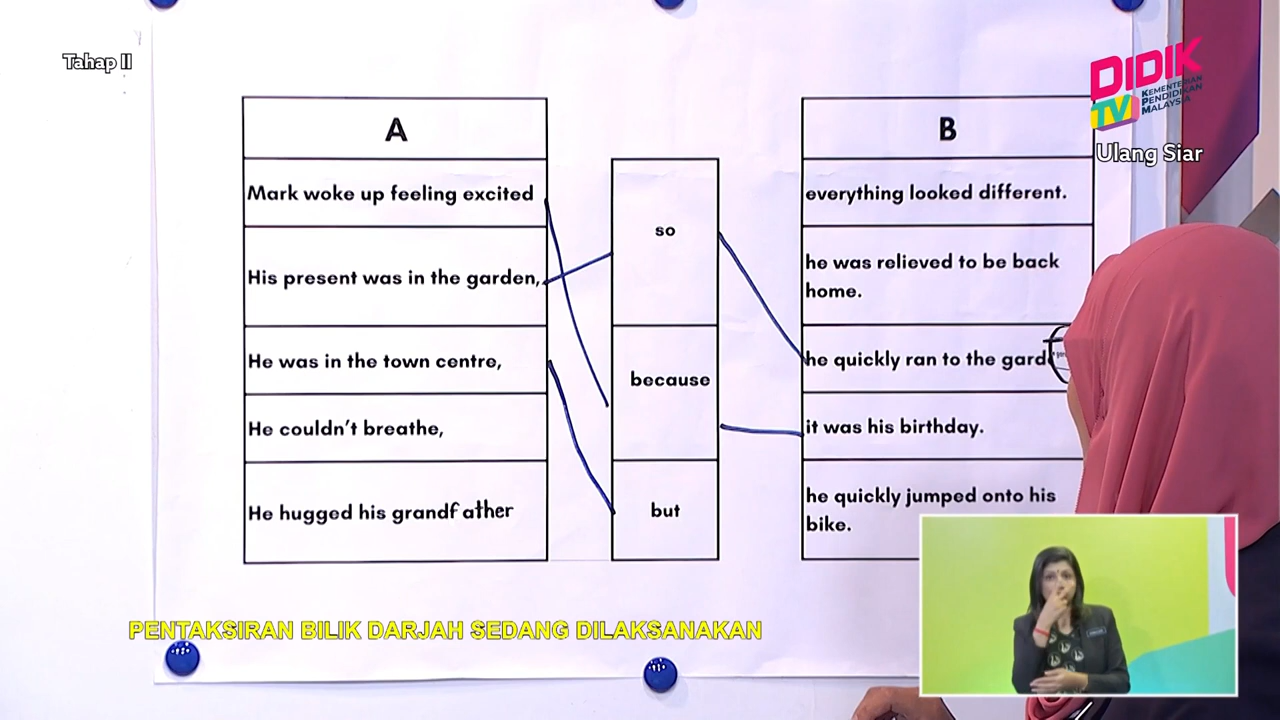 Tahap II
DIDIK
TV
KEMENTERIAN
PENDIDIKAN
MALAYSIA
Ulang Siar
A
Mark woke up feeling excited
His present was in the garden,
He was in the town centre,
He couldn't breathe,
He hugged his grandfather
so
because
but
B
everything looked different.
he was relieved to be back
home.
he quickly ran to the gard
it was his birthday.
he quickly jumped onto his
bike.
PENTAKSIRAN BILIK DARJAH SEDANG DILAKSANAKAN